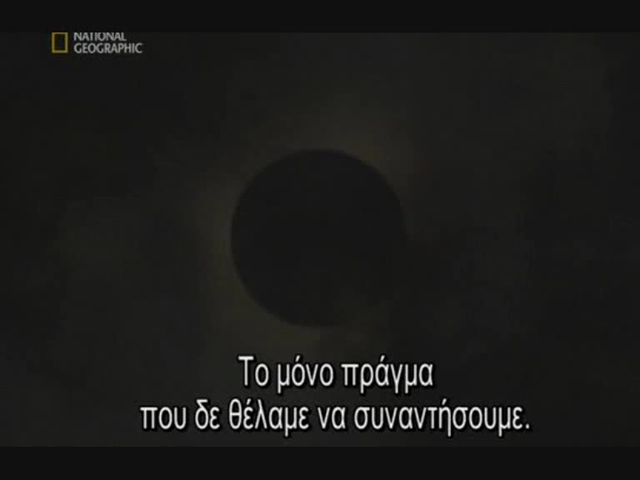 NATIONAL
GEOGRAPHIC
Το μόνο πράγμα
που δε θέλαμε να συναντήσουμε.